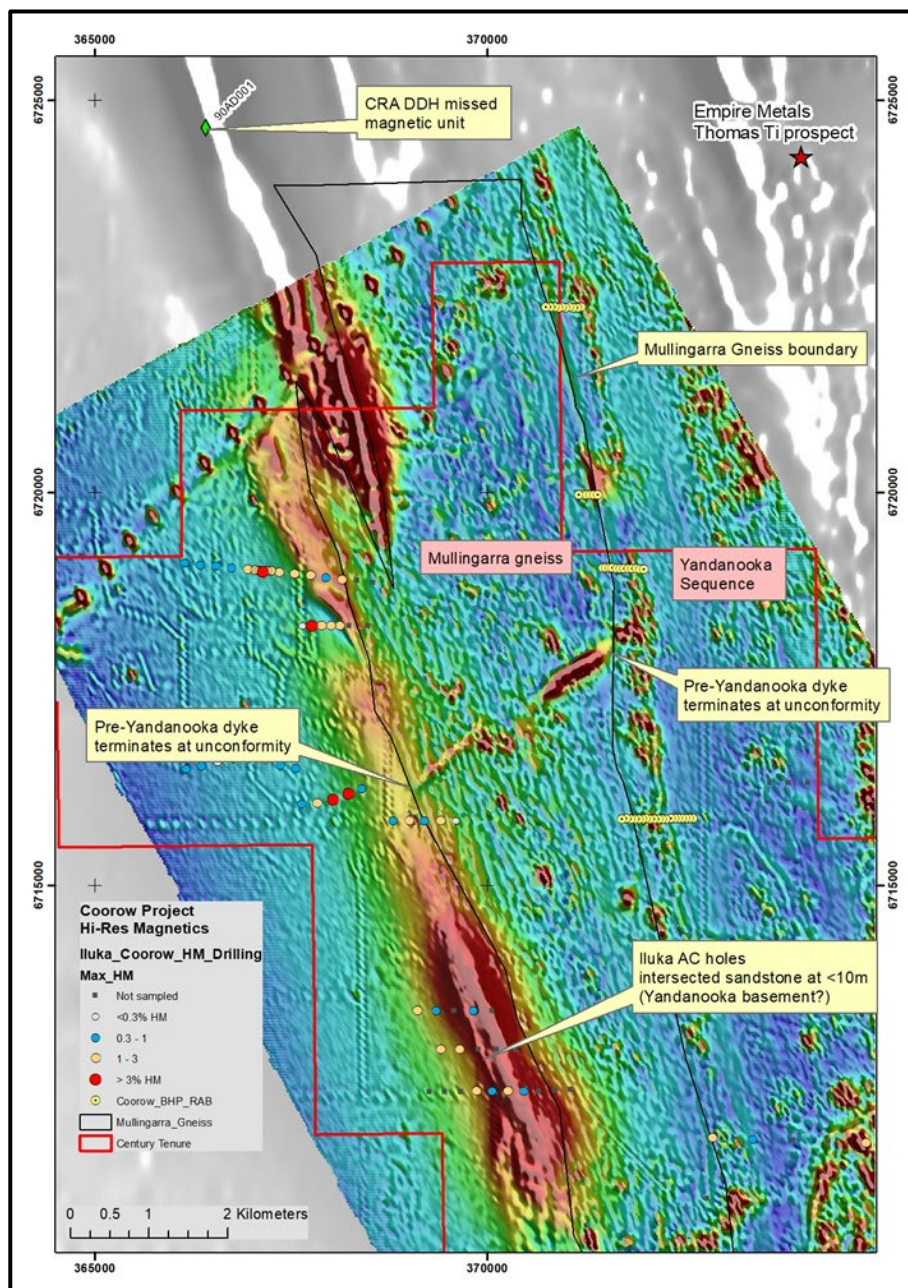 365000
370000
6725000
6725000
90AD001
CRA DDH missed
magnetic unit
Empire Metals
Thomas Ti prospect
Mullingarra Gneiss boundary
6720000
6720000
Mullingarra gneiss
Yandanooka
Sequence
Pre-Yandanooka dyke
terminates at unconformity
Pre-Yandanooka dyke
terminates at unconformity
6715000
6715000
Iluka AC holes
intersected sandstone at <10m
(Yandanooka basement?)
Coorow Project
Hi-Res Magnetics
Iluka_Coorow_HM_Drilling
Max_HM
Not sampled
<0.3% HM
0.3 - 1
1 - 3
> 3% HM
Coorow_BHP_RAB
Mullingarra_Gneiss
Century Tenure
0 0.5 1 2 Kilometers
365000
370000